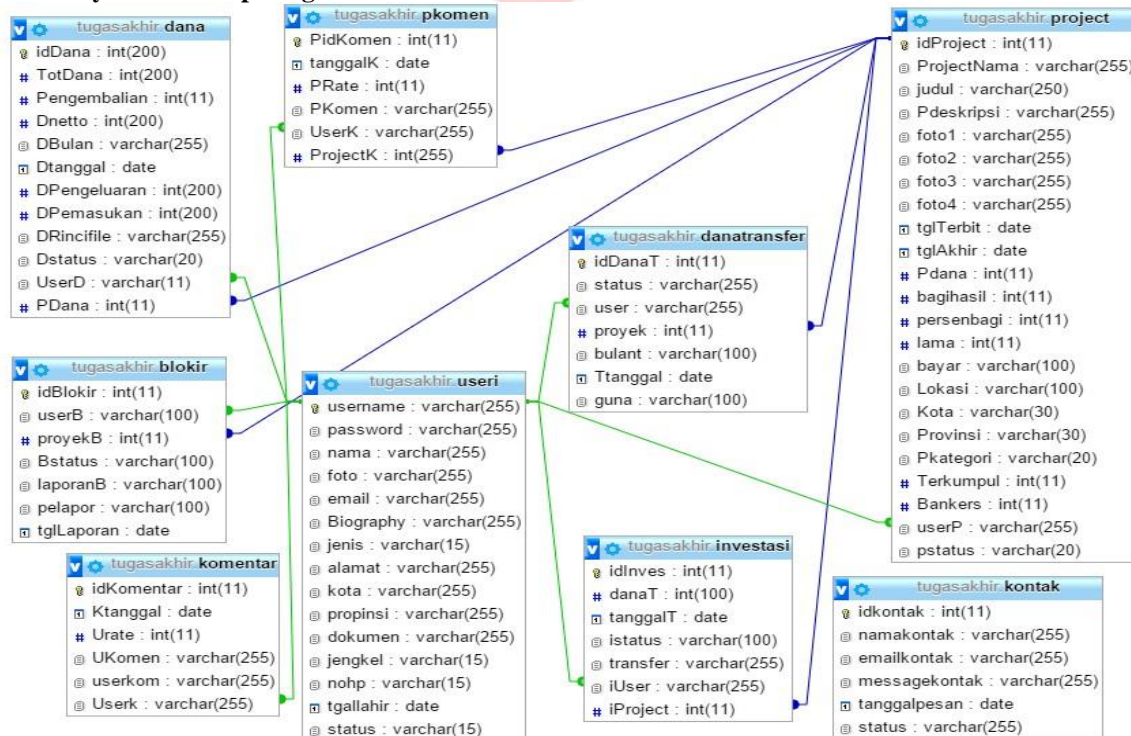 tugasakhir dana
idDana : int(200)
TotDana : int(200)
Pengembalian : int(11)
Dnetto : int(200)
DBulan : varchar(255)
Dtanggal : date
DPengeluaran : int(200)
DPemasukan : int(200)
DRincifile : varchar(255)
Dstatus : varchar(20)
UserD : varchar(11)
PDana : int(11)
tugasakhir pkomen
PidKomen : int(11)
tanggalK : date
PRate : int(11)
PKomen : varchar(255)
UserK : varchar(255)
ProjectK : int(255)
tugasakhir project
idProject : int(11)
ProjectNama : varchar(255)
judul : varchar(250)
Pdeskripsi : varchar(255)
foto1 : varchar(255)
foto2 : varchar(255)
foto3 : varchar(255)
foto4 : varchar(255)
tglTerbit : date
tglAkhir : date
Pdana : int(11)
bagihasil : int(11)
persenbagi : int(11)
lama : int(11)
bayar : varchar(100)
Lokasi : varchar(100)
Kota : varchar(30)
Provinsi : varchar(30)
Pkategori : varchar(20)
Terkumpul : int(11)
Bankers : int(11)
userP : varchar(255)
pstatus : varchar(20)
tugasakhir danatransfer
idDanaT : int(11)
status : varchar(255)
user : varchar(255)
proyek : int(11)
bulant : varchar(100)
Ttanggal : date
guna : varchar(100)
tugasakhir blokir
idBlokir : int(11)
userB : varchar(100)
proyekB : int(11)
Bstatus : varchar(100)
laporanB : varchar(100)
pelapor : varchar(100)
tglLaporan : date
tugasakhir useri
username : varchar(255)
password : varchar(255)
nama : varchar(255)
foto : varchar(255)
email : varchar(255)
Biography : varchar(255)
jenis : varchar(15)
alamat : varchar(255)
kota : varchar(255)
propinsi : varchar(255)
dokumen : varchar(255)
jengkel : varchar(15)
nohp : varchar(15)
tgallahir : date
status : varchar(15)
tugasakhir komentar
idKomentar : int(11)
Ktanggal : date
Urate : int(11)
UKomen : varchar(255)
userkom : varchar(255)
Userk : varchar(255)
tugasakhir investasi
idInves : int(11)
danaT : int(100)
tanggalT : date
istatus : varchar(100)
transfer : varchar(255)
iUser : varchar(255)
iProject : int(11)
tugasakhir kontak
idkontak : int(11)
namakontak : varchar(255)
emailkontak : varchar(255)
messagekontak : varchar(255)
tanggalpesan : date
status : varchar(255)